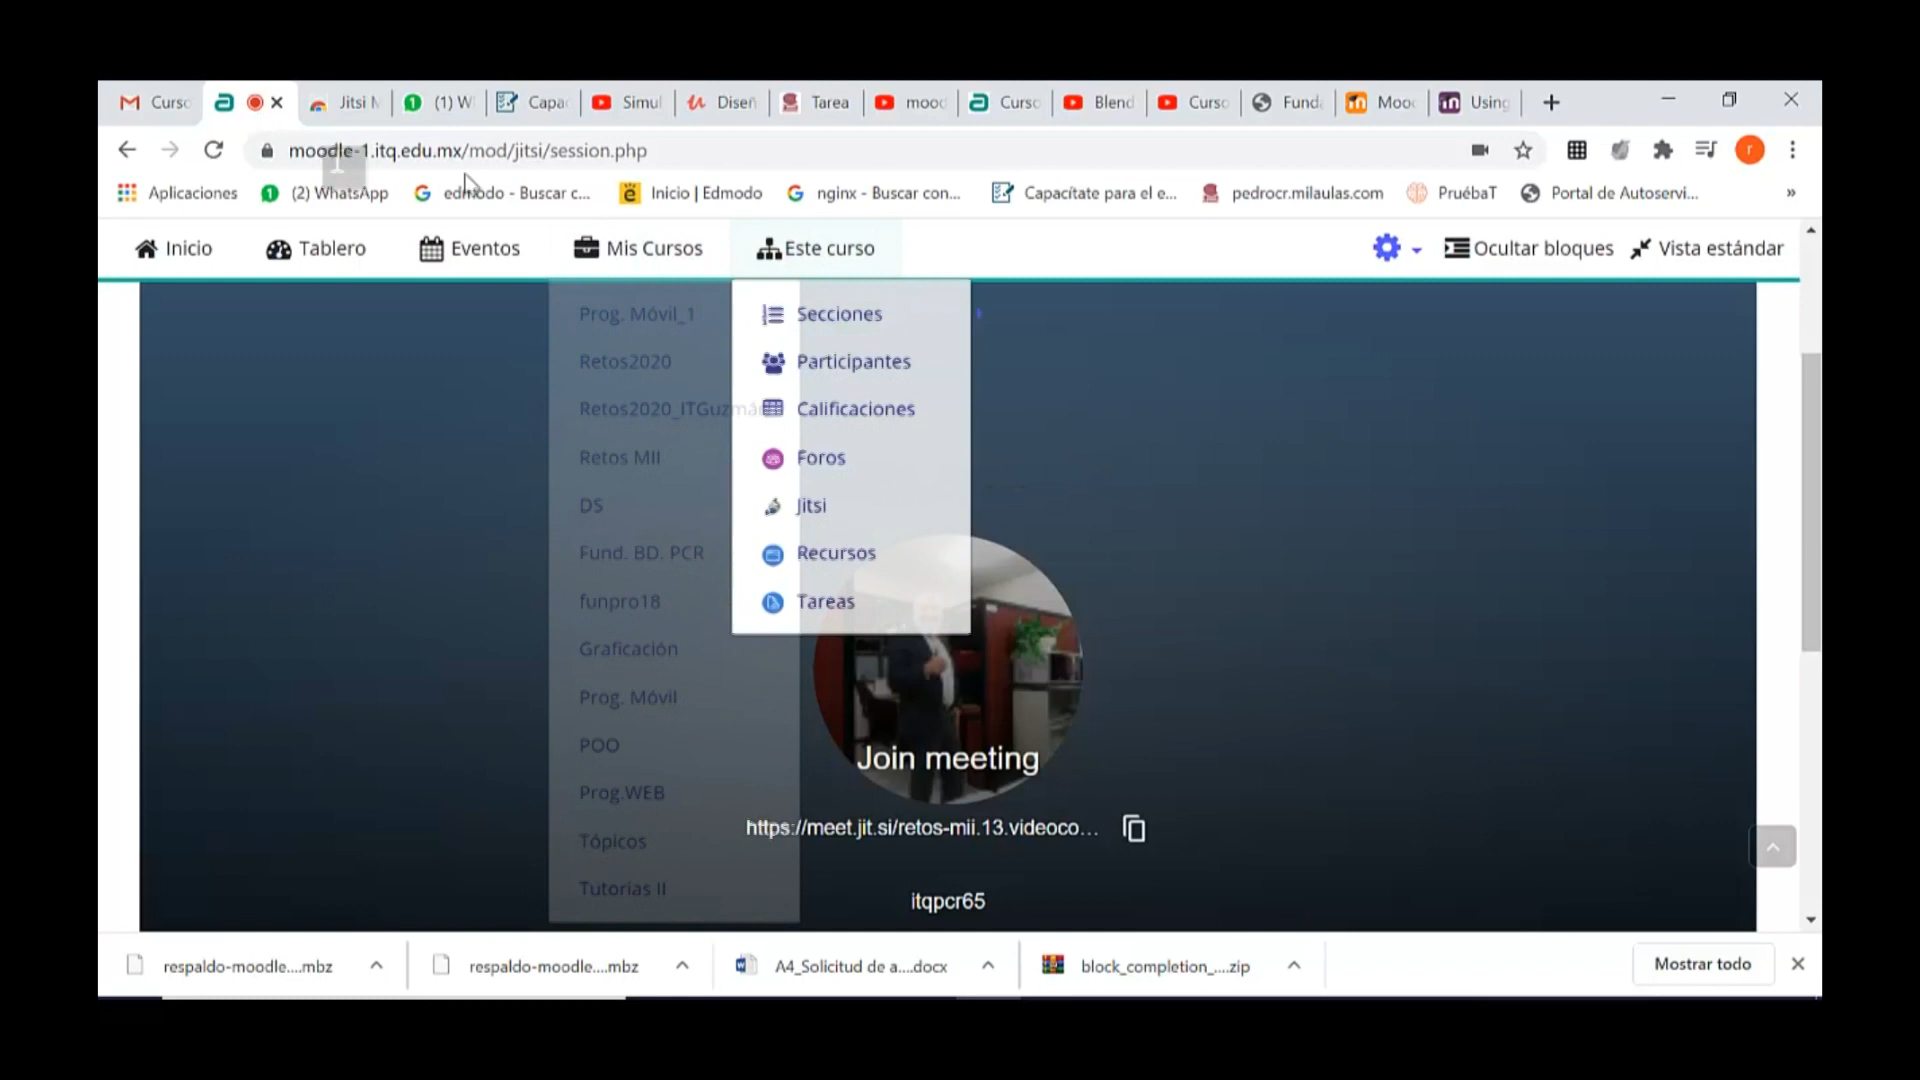 Curso
Jitsi M
(1) W
Capac
Simul
Diseñ
Tarea
mood
Curso
Blend
Curso
Funda
Mood
Using
moodle-1.itq.edu.mx/mod/jitsi/session.php
Aplicaciones
(2) WhatsApp
edmodo - Buscar c...
Inicio | Edmodo
nginx - Buscar con...
Capacítate para el e...
pedrocr.milaulas.com
PruébaT
Portal de Autoservi...
»
Inicio
Tablero
Eventos
Mis Cursos
Este curso
Ocultar bloques
Vista estándar
Prog. Móvil_1
Retos2020
Retos2020_ITGuzmá
Retos MII
DS
Fund. BD. PCR
funpro18
Graficación
Prog. Móvil
POO
Prog.WEB
Tópicos
Tutorias II
Secciones
Participantes
Calificaciones
Foros
Jitsi
Recursos
Tareas
Join meeting
https://meet.jit.si/retos-mii.13.videoco...
itqpcr65
respaldo-moodle....mbz
respaldo-moodle....mbz
A4_Solicitud de a....docx
block_completion_....zip
Mostrar todo